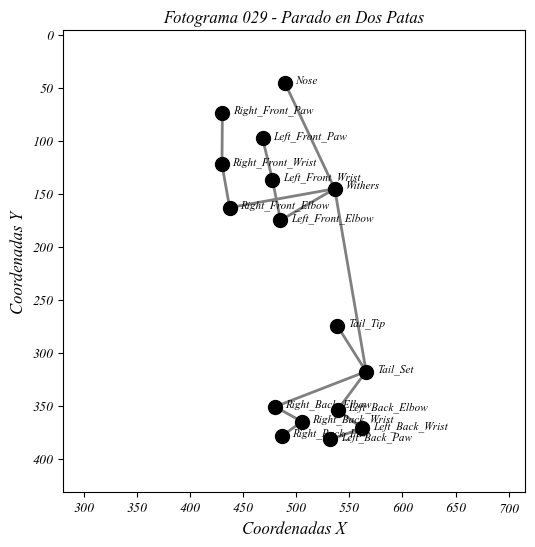 Fotograma 029 - Parado en Dos Patas
0
Nose
50
Right_Front_Paw
Left_Front_Paw
100
Right_Front_Wrist
Left_Front_Wrist
Withers
150
Right_Front_Elbow
Left_Front_Elbow
200
250
Tail_Tip
300
Tail_Set
350
Right_Back_Elbow
Left_Back_Elbow
Right_Back_Wrist
Left_Back_Wrist
Right_Back_Paw
Left_Back_Paw
400
Coordenadas Y
300 350 400 450 500 550 600 650 700
Coordenadas X